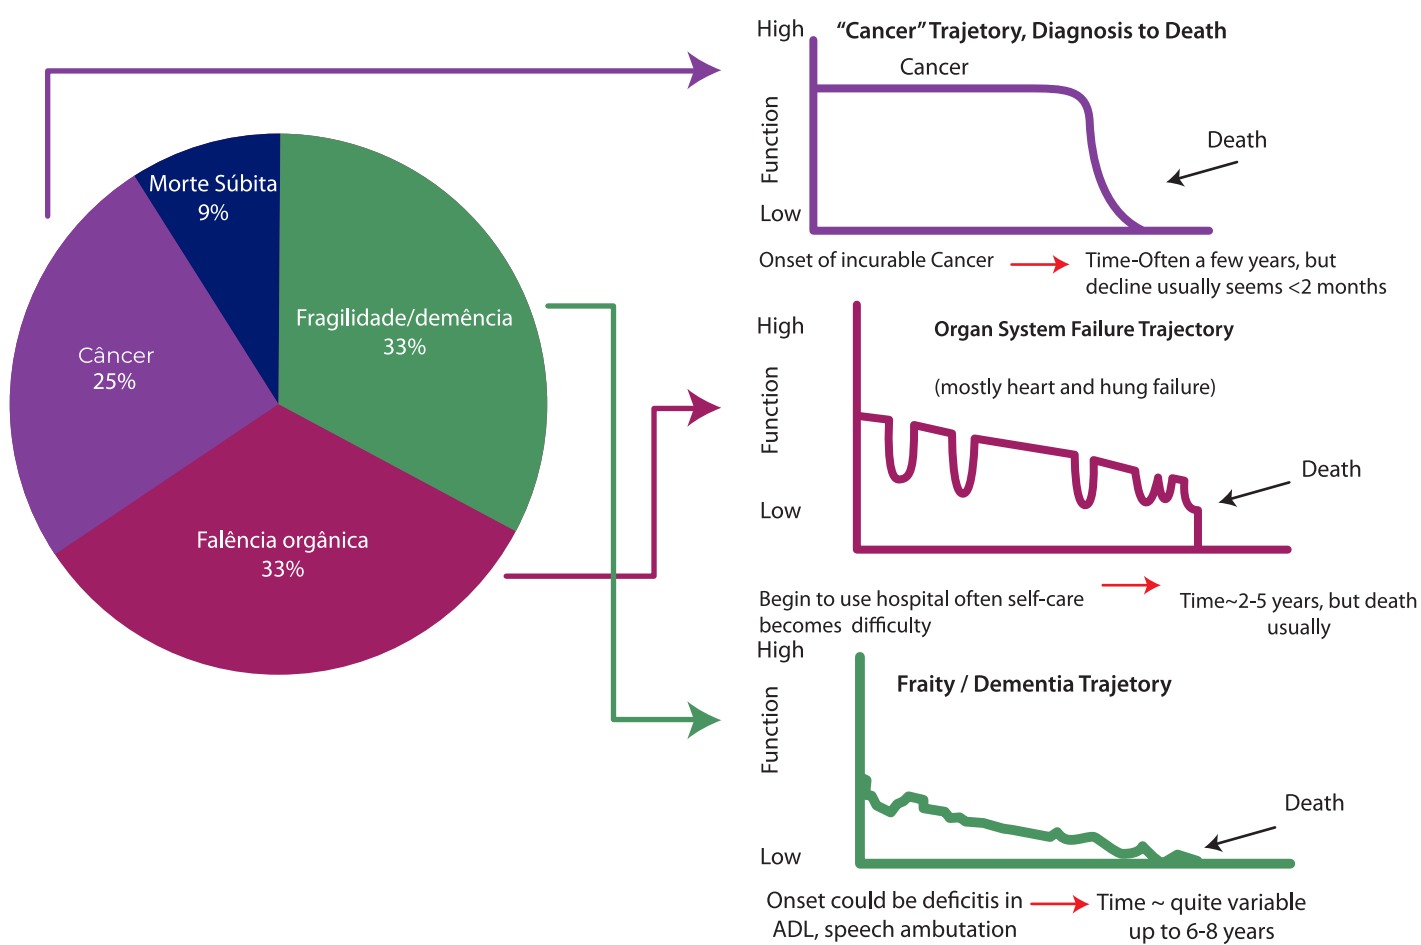 Morte Súbita
9%
Fragilidade/demência
33%
Câncer
25%
Falência orgânica
33%
High
“Cancer” Trajetory, Diagnosis to Death
Cancer
Function
Death
Low
Onset of incurable Cancer
Time-Often a few years, but
decline usually seems <2 months
High
Organ System Failure Trajectory
(mostly heart and hung failure)
Function
Death
Low
Begin to use hospital often self-care
becomes difficulty
Time~2-5 years, but death
usually
High
Fraity / Dementia Trajetory
Function
Death
Low
Onset could be deficitis in
ADL, speech ambutation
Time ~ quite variable
up to 6-8 years